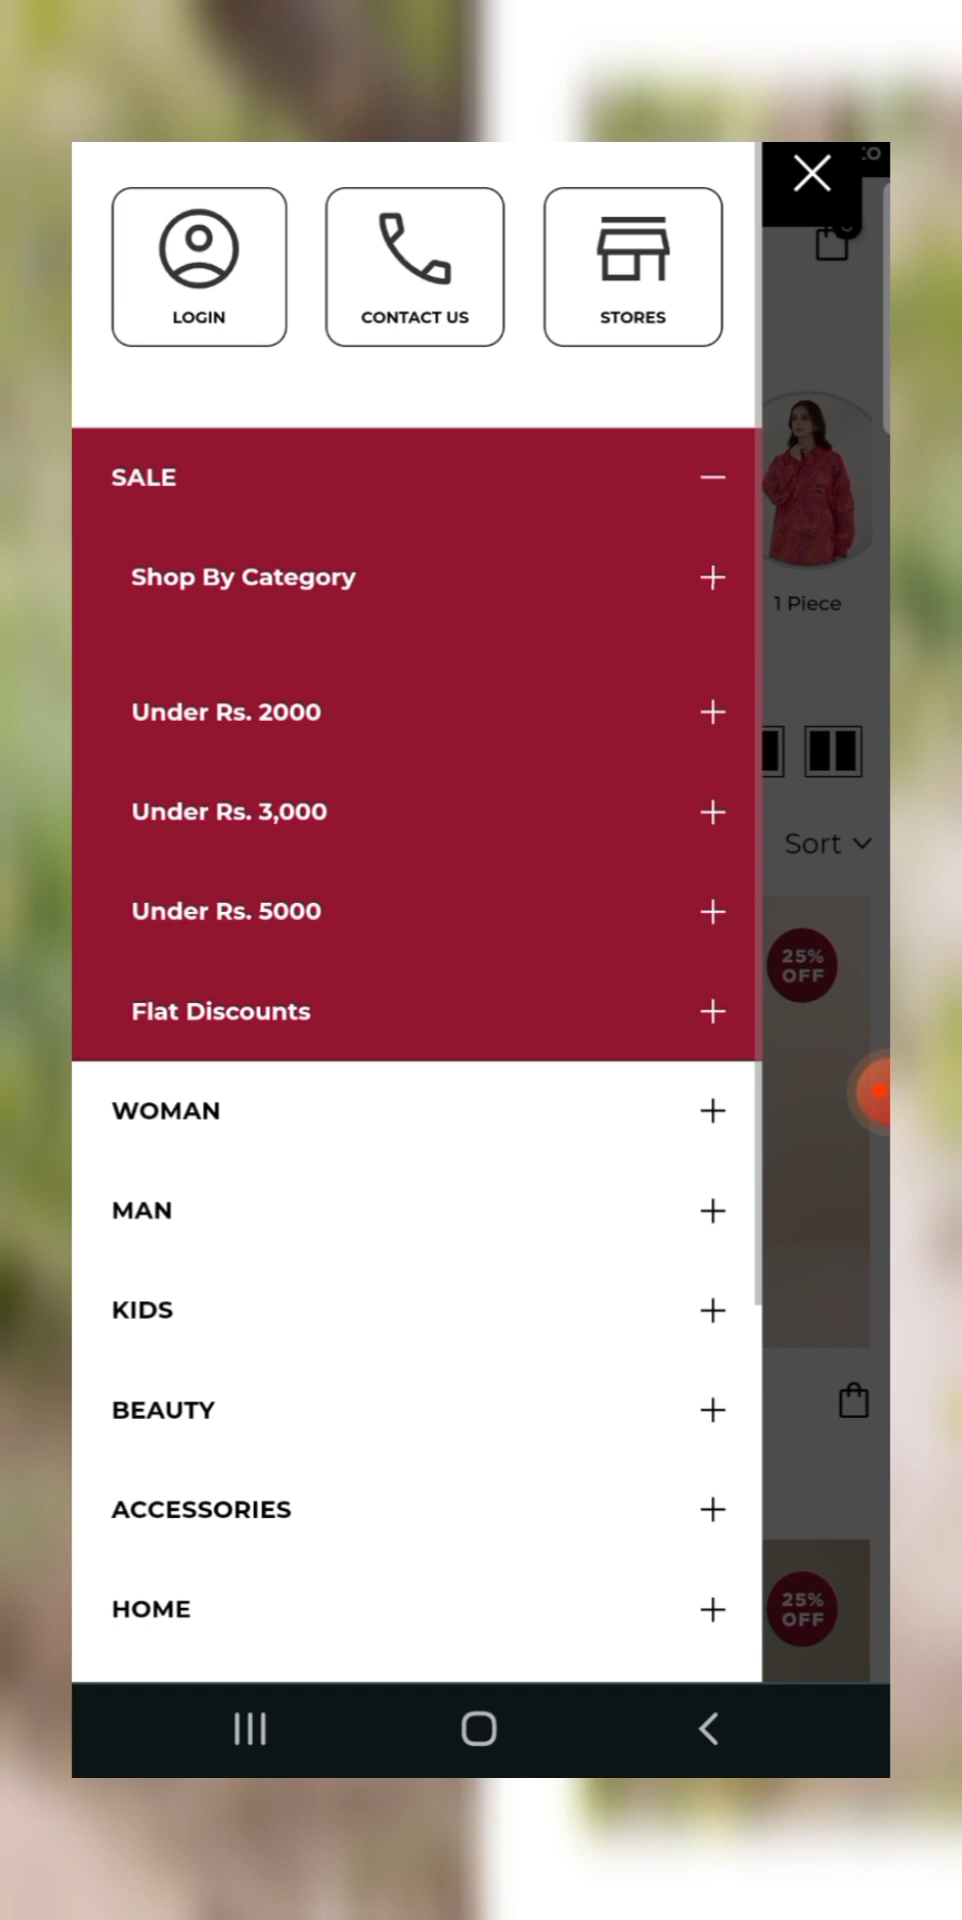 LOGIN
CONTACT US
STORES
SALE
Shop By Category
1 Piece
Under Rs. 2000
Under Rs. 3,000
Sort
Under Rs. 5000
25%
OFF
Flat Discounts
WOMAN
MAN
KIDS
BEAUTY
ACCESSORIES
HOME
25%
OFF